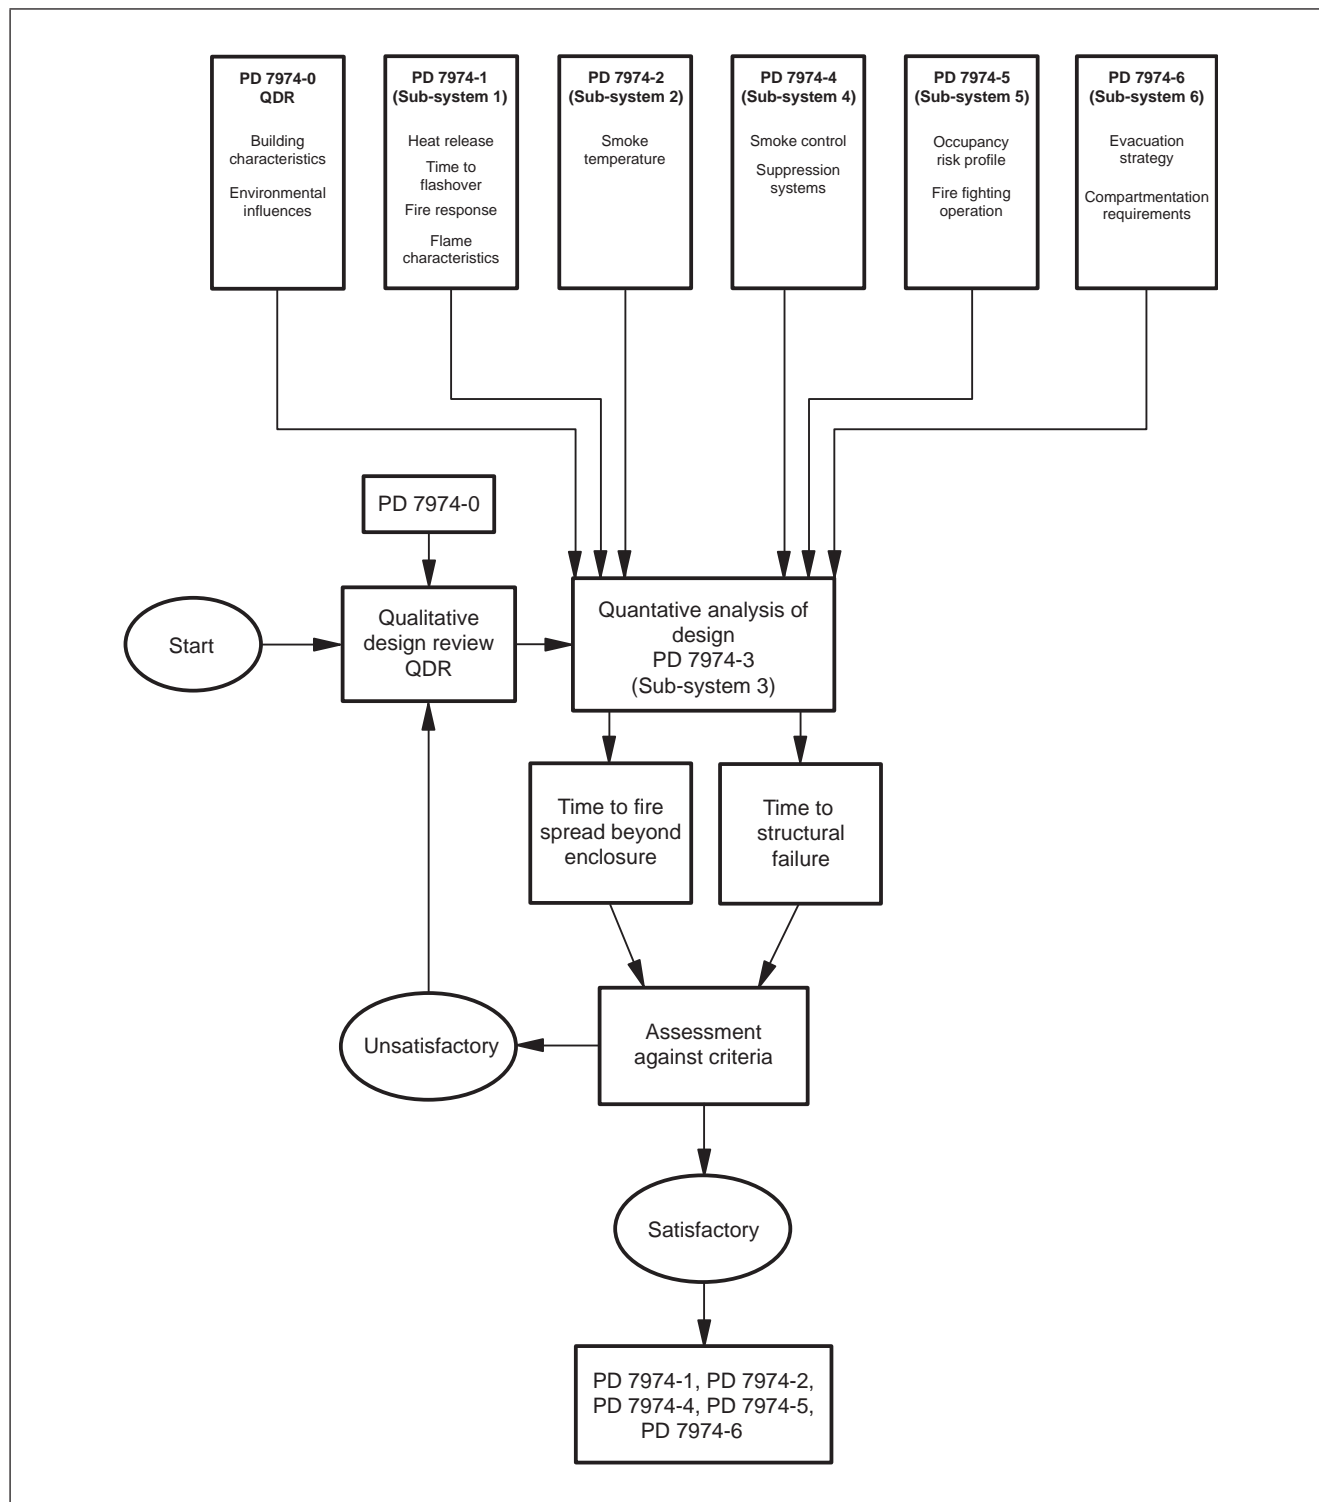 PD 7974-0
QDR
Building
characteristics
Environmental
influences
PD 7974-1
(Sub-system 1)
Heat release
Time to
flashover
Fire response
Flame
characteristics
PD 7974-2
(Sub-system 2)
Smoke
temperature
PD 7974-4
(Sub-system 4)
Smoke control
Suppression
systems
PD 7974-5
(Sub-system 5)
Occupancy
risk profile
Fire fighting
operation
PD 7974-6
(Sub-system 6)
Evacuation
strategy
Compartmentation
requirements
PD 7974-0
Start
Qualitative
design review
QDR
Quantative analysis of
design
PD 7974-3
(Sub-system 3)
Time to fire
spread beyond
enclosure
Time to
structural
failure
Unsatisfactory
Assessment
against criteria
Satisfactory
PD 7974-1, PD 7974-2,
PD 7974-4, PD 7974-5,
PD 7974-6